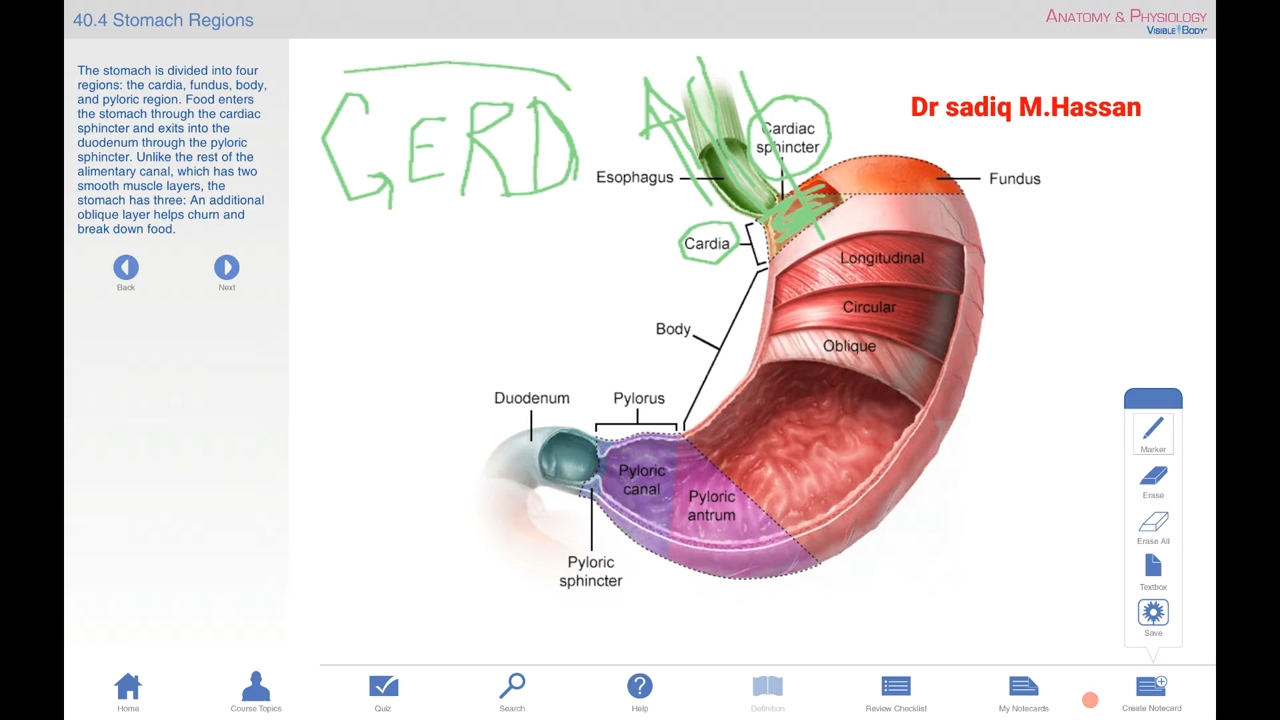 40.4 Stomach Regions
ANATOMY & PHYSIOLOGY
VISIBLE BODY
The stomach is divided into four
regions: the cardia, fundus, body,
and pyloric region. Food enters
the stomach through the cardiac
sphincter and exits into the
duodenum through the pyloric
sphincter. Unlike the rest of the
alimentary canal, which has two
smooth muscle layers, the
stomach has three: An additional
oblique layer helps churn and
break down food.
Back
Next
GERD
Dr sadiq M.Hassan
Cardiac
sphincter
Esophagus
Fundus
Cardia
Longitudinal
Circular
Oblique
Body
Duodenum
Pylorus
Pyloric
canal
Pyloric
antrum
Pyloric
sphincter
Marker
Erase
Erase All
Textbox
Save
Home
Course Topics
Quiz
Search
Help
Definition
Review Checklist
My Notecards
Create Notecard